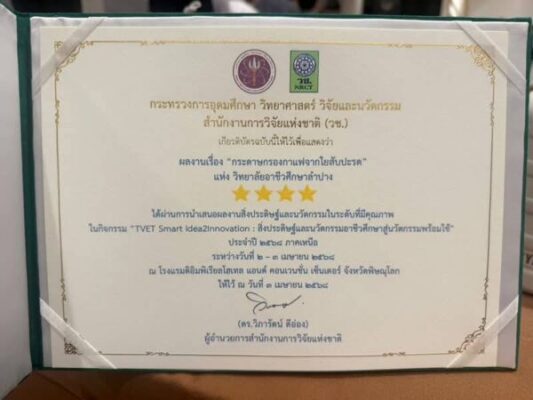 วช.
NRCT
กระทรวงการอุดมศึกษา วิทยาศาสตร์ วิจัยและนวัตกรรม
สำนักงานการวิจัยแห่งชาติ (วช.)
เกียรติบัตรฉบับนี้ให้ไว้เพื่อแสดงว่า
ผลงานเรื่อง "กระดาษกรองกาแฟจากใยสับปะรด"
แห่ง วิทยาลัยอาชีวศึกษาลำปาง
ได้ผ่านการนำเสนอผลงานสิ่งประดิษฐ์และนวัตกรรมในระดับที่มีคุณภาพ
ในกิจกรรม "TVET Smart Idea2Innovation : สิ่งประดิษฐ์และนวัตกรรมอาชีวศึกษาสู่นวัตกรรมพร้อมใช้"
ประจำปี ๒๕๖๘ ภาคเหนือ
ระหว่างวันที่ ๒ - ๓ เมษายน ๒๕๖๘
ณ โรงแรมดิอิมพีเรียลโฮเทล แอนด์ คอนเวนชั่น เซ็นเตอร์ จังหวัดพิษณุโลก
ให้ไว้ ณ วันที่ ๓ เมษายน ๒๕๖๘
(ดร.วิภารัตน์ ดีอ่อง)
ผู้อำนวยการสำนักงานการวิจัยแห่งชาติ